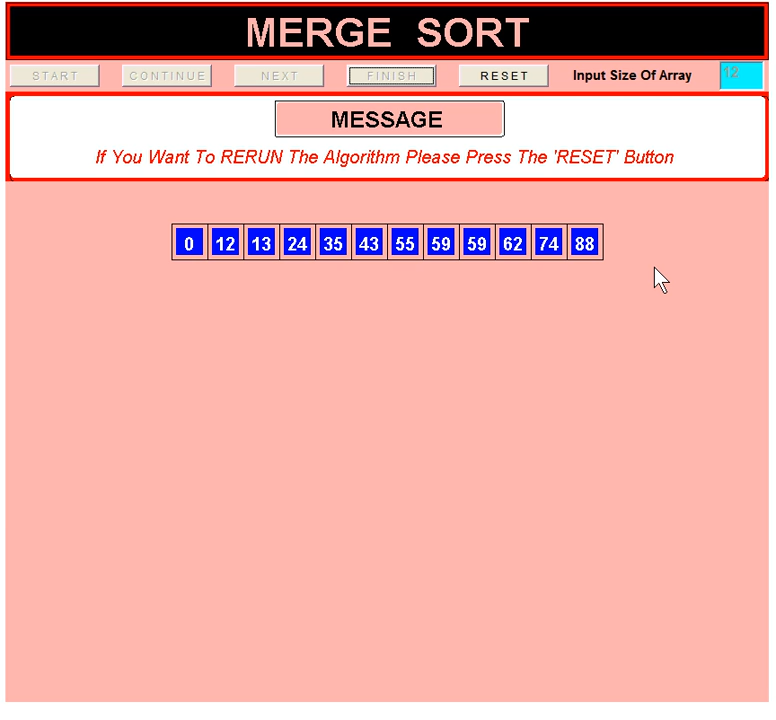 MERGE SORT
START CONTINUE NEXT FINISH RESET Input Size Of Array 12
MESSAGE
If You Want To RERUN The Algorithm Please Press The 'RESET' Button
0 12 13 24 35 43 55 59 59 62 74 88